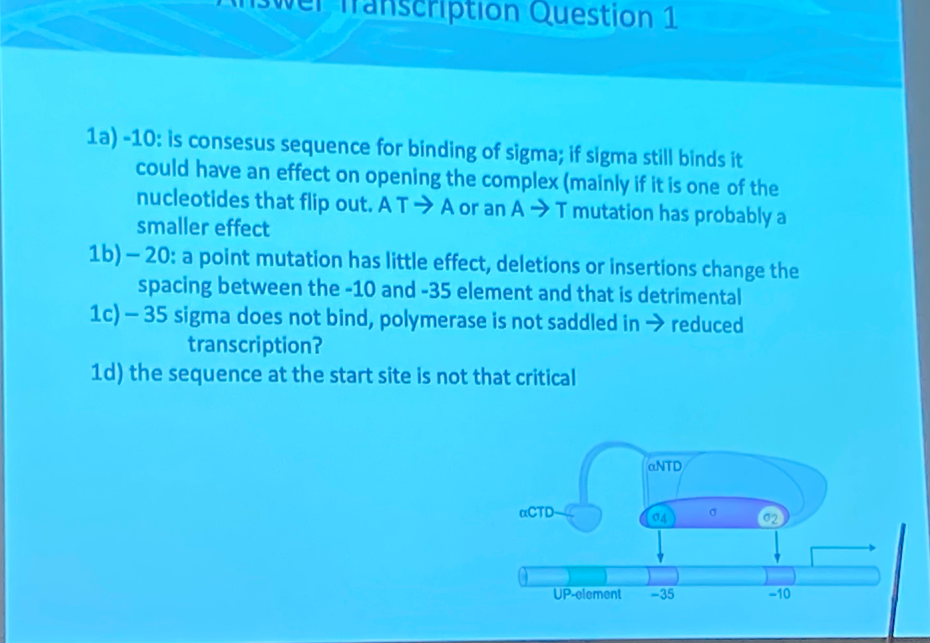 Answer Transcription Question 1
1a) -10: is consesus sequence for binding of sigma; if sigma still binds it
could have an effect on opening the complex (mainly if it is one of the
nucleotides that flip out. A T → A or an A → T mutation has probably a
smaller effect
1b) – 20: a point mutation has little effect, deletions or insertions change the
spacing between the -10 and -35 element and that is detrimental
1c) – 35 sigma does not bind, polymerase is not saddled in → reduced
transcription?
1d) the sequence at the start site is not that critical
αNTD
αCTD
σ4
σ
σ2
UP-element
-35
-10